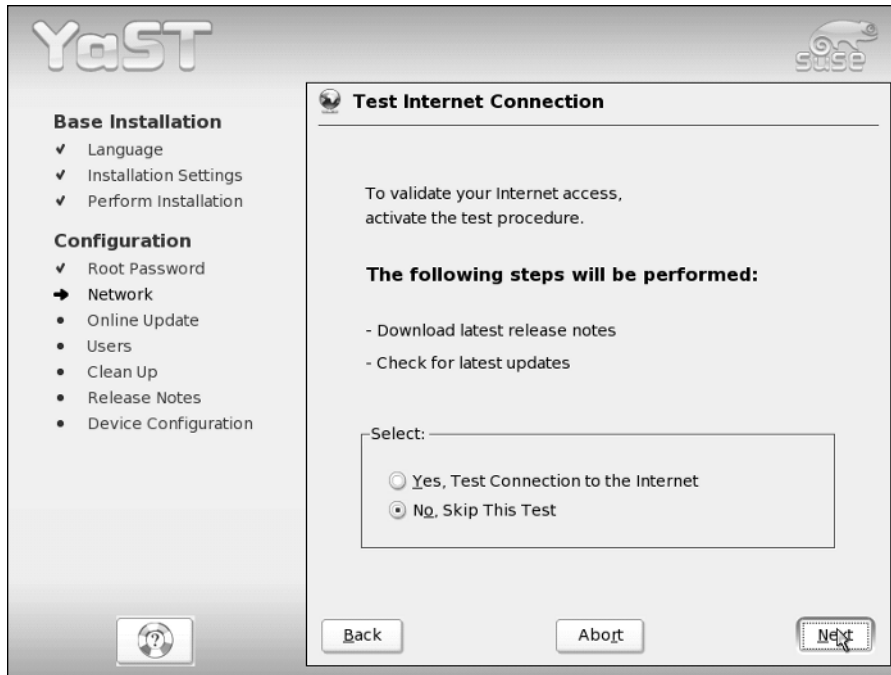 YaST
suse
Base Installation
Language
Installation Settings
Perform Installation
Configuration
Root Password
Network
Online Update
Users
Clean Up
Release Notes
Device Configuration
Test Internet Connection
To validate your Internet access,
activate the test procedure.
The following steps will be performed:
- Download latest release notes
- Check for latest updates
Select:
Yes, Test Connection to the Internet
No, Skip This Test
?
Back
Abort
Next